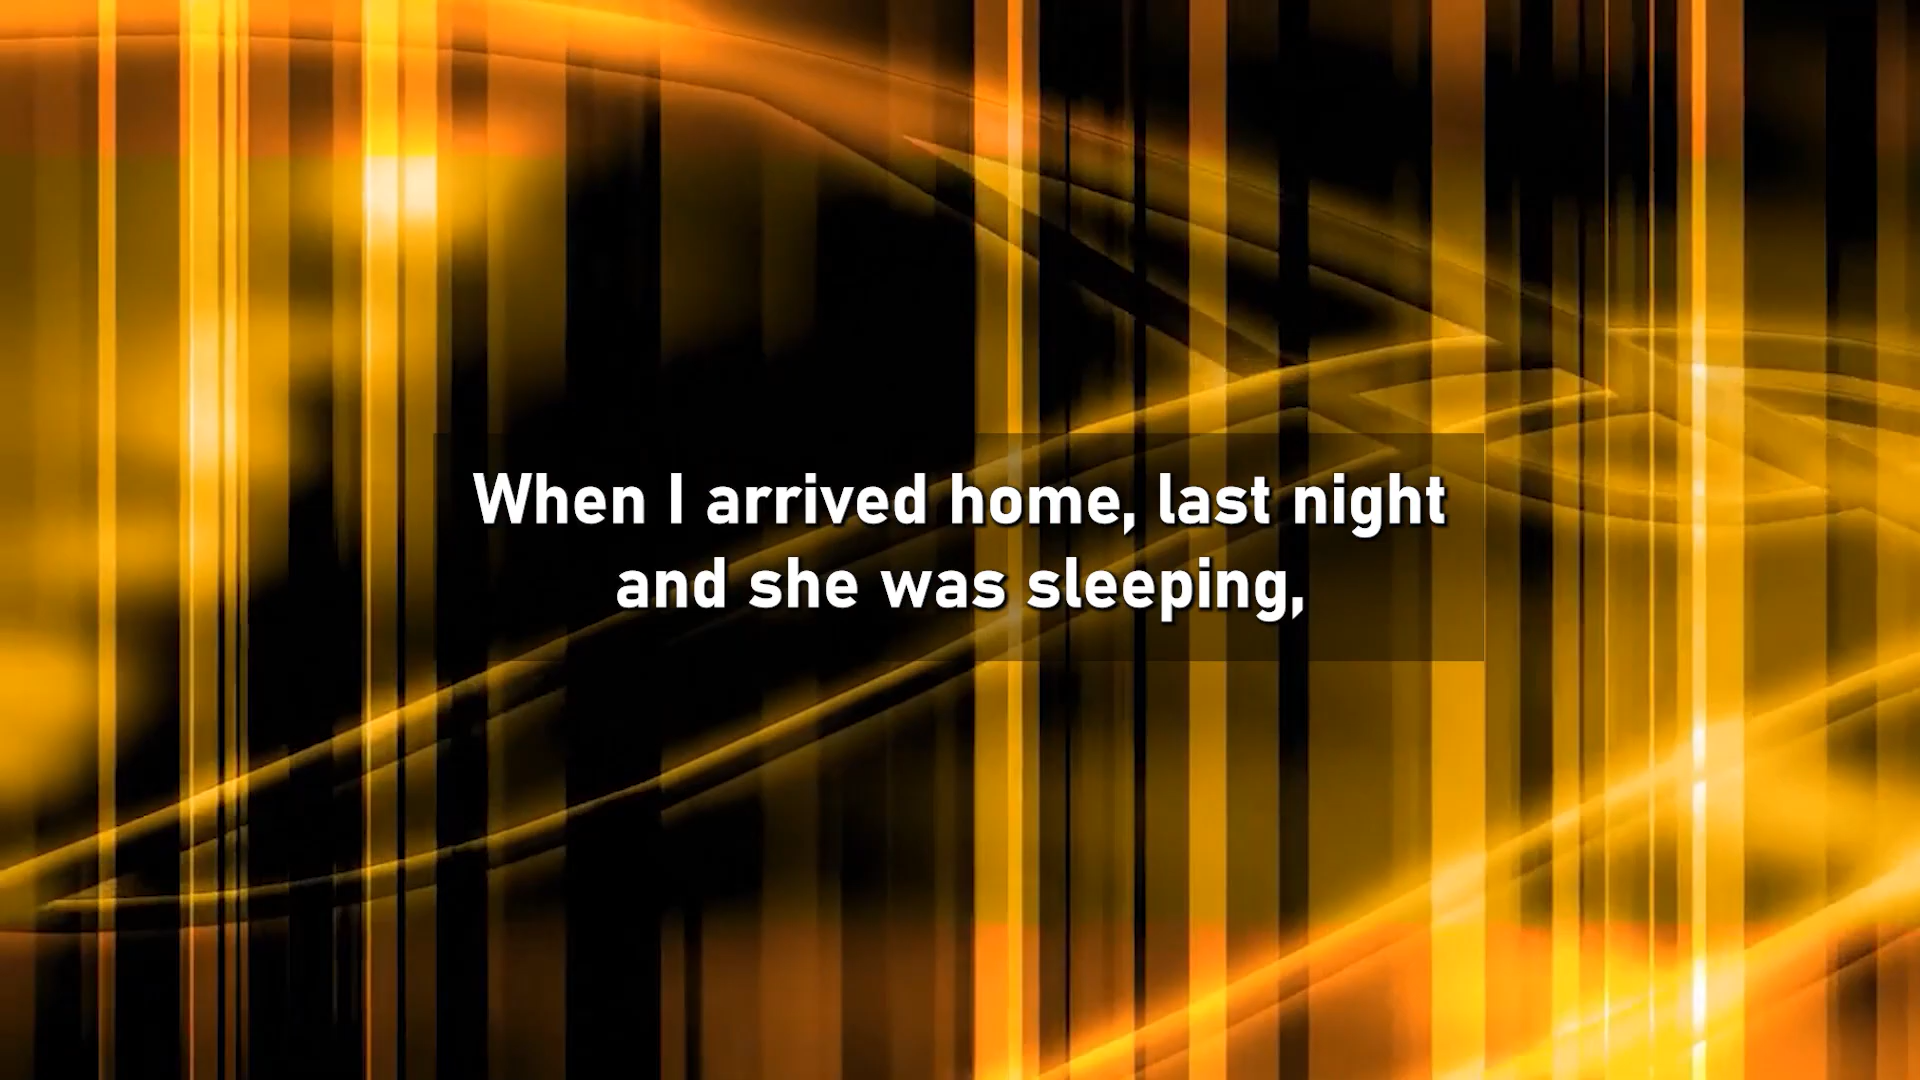 When I arrived home, last night
and she was sleeping,